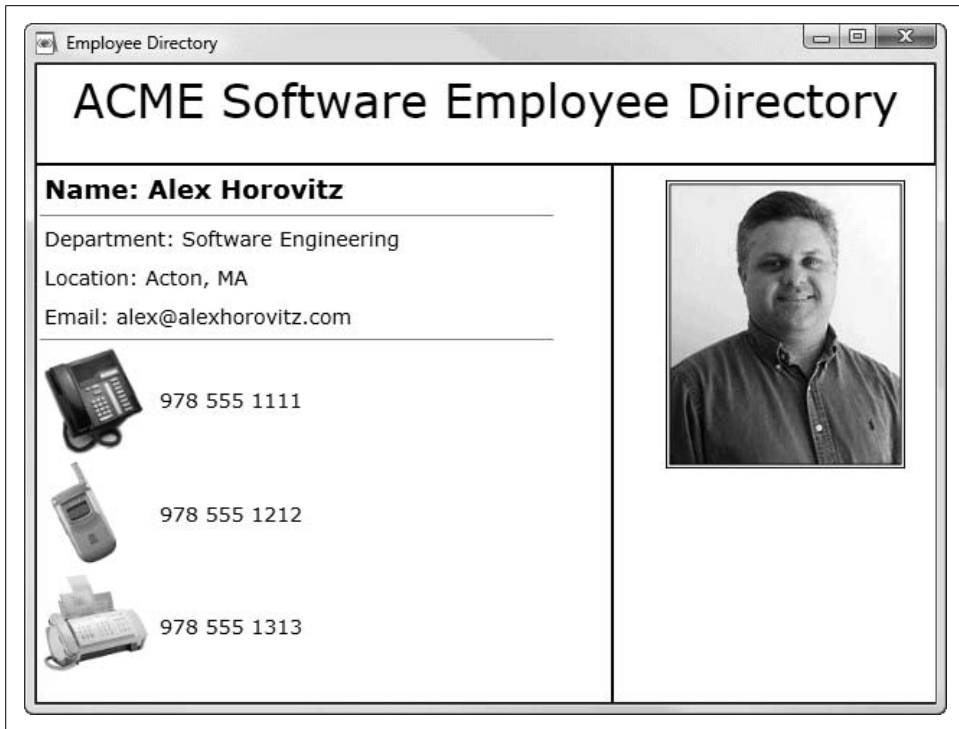 Employee Directory
ACME Software Employee Directory
Name: Alex Horovitz
Department: Software Engineering
Location: Acton, MA
Email: alex@alexhorovitz.com
978 555 1111
978 555 1212
978 555 1313